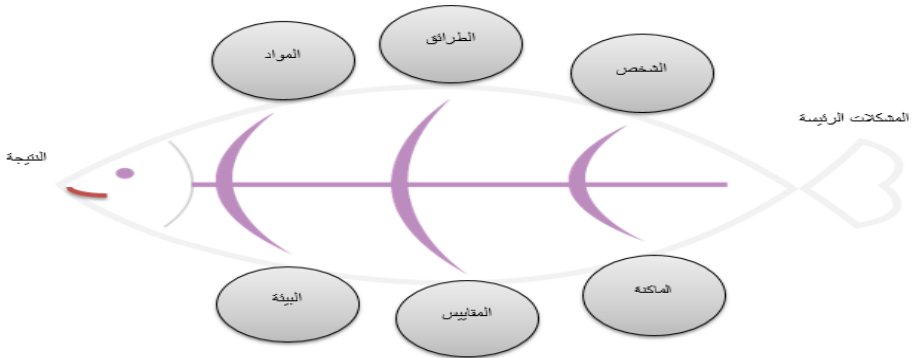 الشخص
الطرائق
المواد
المشكلات الرئيسة
النتيجة
الماكنة
المقاييس
البيئة